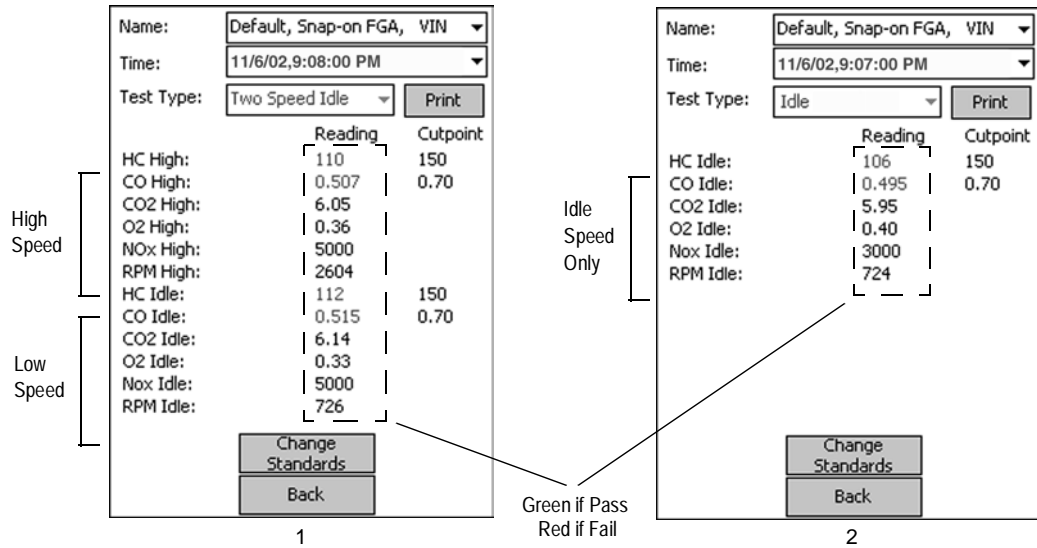 Name: Default, Snap-on FGA, VIN
Time: 11/6/02,9:08:00 PM
Test Type: Two Speed Idle Print
Reading Cutpoint
HC High: 110 150
CO High: 0.507 0.70
CO2 High: 6.05
O2 High: 0.36
NOx High: 5000
RPM High: 2604
HC Idle: 112 150
CO Idle: 0.515 0.70
CO2 Idle: 6.14
O2 Idle: 0.33
Nox Idle: 5000
RPM Idle: 726
High
Speed
Low
Speed
Change
Standards
Back
1
Name: Default, Snap-on FGA, VIN
Time: 11/6/02,9:07:00 PM
Test Type: Idle Print
Reading Cutpoint
HC Idle: 106 150
CO Idle: 0.495 0.70
CO2 Idle: 5.95
O2 Idle: 0.40
Nox Idle: 3000
RPM Idle: 724
Idle
Speed
Only
Change
Standards
Back
2
Green if Pass
Red if Fail